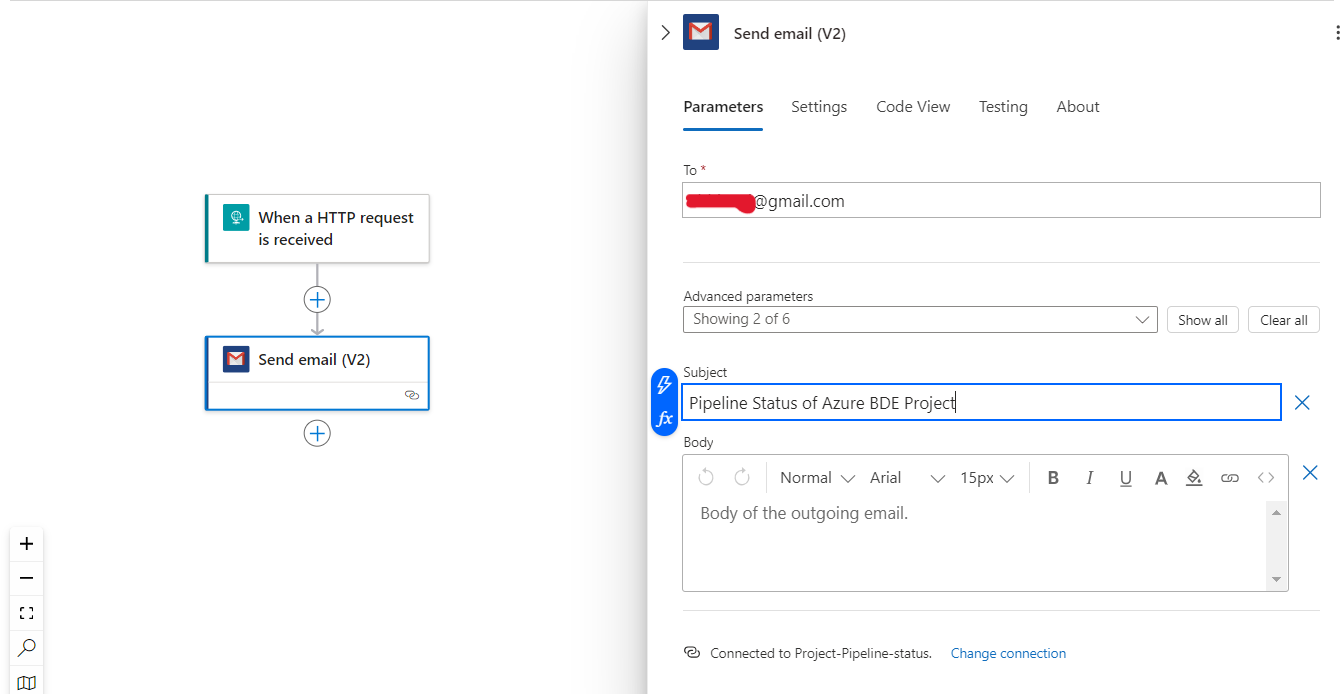 When a HTTP request
is received
Send email (V2)
Send email (V2)
Parameters Settings Code View Testing About
To *
@gmail.com
Advanced parameters
Showing 2 of 6 Show all Clear all
Subject
fx
Pipeline Status of Azure BDE Project
Body
Normal Arial 15px B I U A
Body of the outgoing email.
Connected to Project-Pipeline-status. Change connection